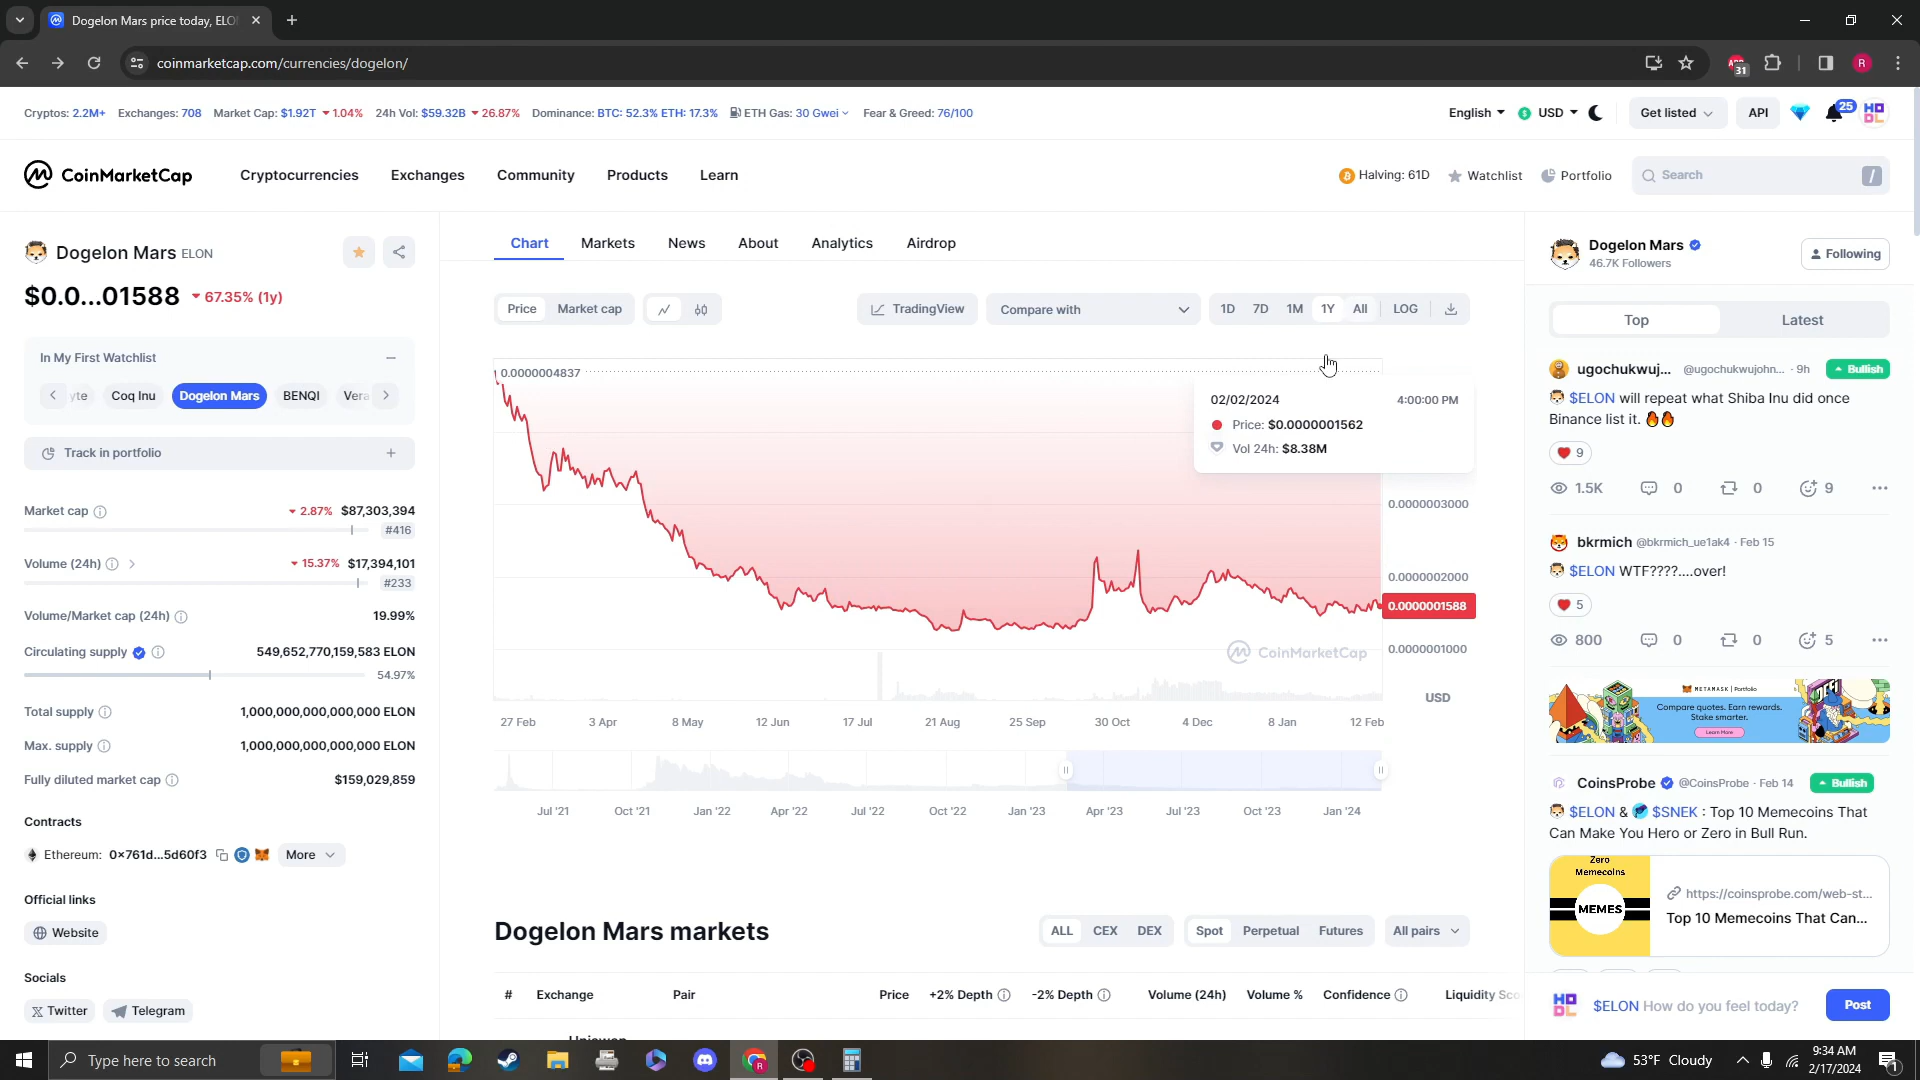 Dogelon Mars price today, ELO
coinmarketcap.com/currencies/dogelon/
31
R
Cryptos: 2.2M+ Exchanges: 708 Market Cap: $1.92T 1.04% 24h Vol: $59.32B 26.87% Dominance: BTC: 52.3% ETH: 17.3% ETH Gas: 30 Gwei Fear & Greed: 76/100
English USD Get listed API 25
CoinMarketCap Cryptocurrencies Exchanges Community Products Learn
Halving: 61D Watchlist Portfolio Search /
Dogelon Mars ELON
$0.0...01588 67.35% (1y)
In My First Watchlist
yte Coq Inu Dogelon Mars BENQI Vera
Track in portfolio +
Market cap 2.87% $87,303,394
#416
Volume (24h) 15.37% $17,394,101
#233
Volume/Market cap (24h) 19.99%
Circulating supply 549,652,770,159,583 ELON
54.97%
Total supply 1,000,000,000,000,000 ELON
Max. supply 1,000,000,000,000,000 ELON
Fully diluted market cap $159,029,859
Contracts
Ethereum: 0x761d...5d60f3 More
Official links
Website
Socials
Twitter Telegram
Chart Markets News About Analytics Airdrop
Price Market cap TradingView Compare with 1D 7D 1M 1Y All LOG
0.0000004837
02/02/2024 4:00:00 PM
Price: $0.0000001562
Vol 24h: $8.38M
0.0000003000
0.0000002000
0.0000001588
0.0000001000
CoinMarketCap
USD
27 Feb 3 Apr 8 May 12 Jun 17 Jul 21 Aug 25 Sep 30 Oct 4 Dec 8 Jan 12 Feb
Jul '21 Oct '21 Jan '22 Apr '22 Jul '22 Oct '22 Jan '23 Apr '23 Jul '23 Oct '23 Jan '24
Dogelon Mars markets ALL CEX DEX Spot Perpetual Futures All pairs
# Exchange Pair Price +2% Depth -2% Depth Volume (24h) Volume % Confidence Liquidity Sco
Uniswap
Dogelon Mars
46.7K Followers
Following
Top Latest
ugochukwuj... @ugochukwujohn... · 9h Bullish
$ELON will repeat what Shiba Inu did once
Binance list it.
9
1.5K 0 0 9
bkrmich @bkrmich_ue1ak4 · Feb 15
$ELON WTF????....over!
5
800 0 0 5
METAMASK | Portfolio
Compare quotes. Earn rewards.
Stake smarter.
Learn More
CoinsProbe @CoinsProbe · Feb 14 Bullish
$ELON & $SNEK : Top 10 Memecoins That
Can Make You Hero or Zero in Bull Run.
Zero
Memecoins
MEMES
https://coinsprobe.com/web-st...
Top 10 Memecoins That Can...
HODL $ELON How do you feel today? Post
Type here to search
53°F Cloudy
9:34 AM
2/17/2024
1